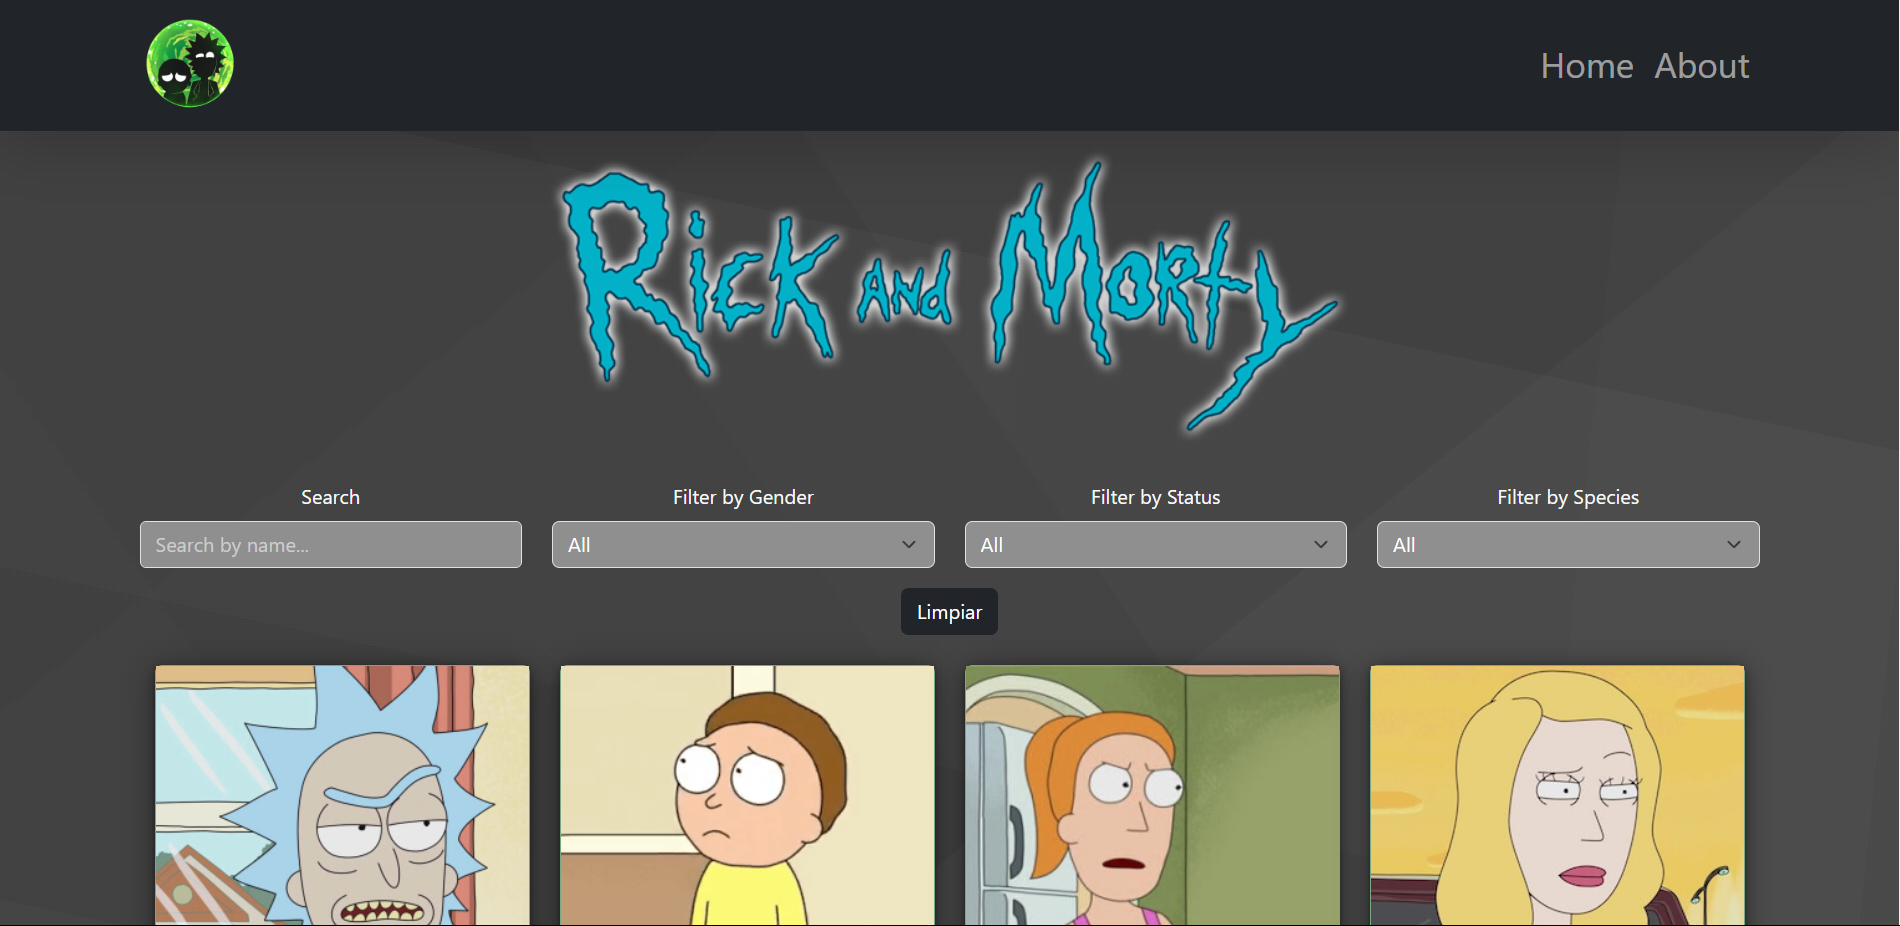 Home About
Rick and Morty
Search
Filter by Gender
Filter by Status
Filter by Species
Search by name...
All
All
All
Limpiar